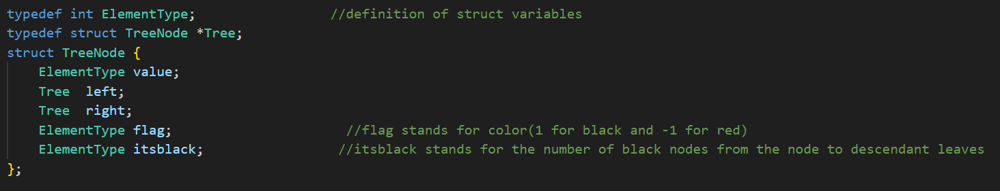 typedef int ElementType;                 //definition of struct variables
typedef struct TreeNode *Tree;
struct TreeNode {
    ElementType value;
    Tree  left;
    Tree  right;
    ElementType flag;                      //flag stands for color(1 for black and -1 for red)
    ElementType itsblack;                 //itsblack stands for the number of black nodes from the node to descendant leaves
};